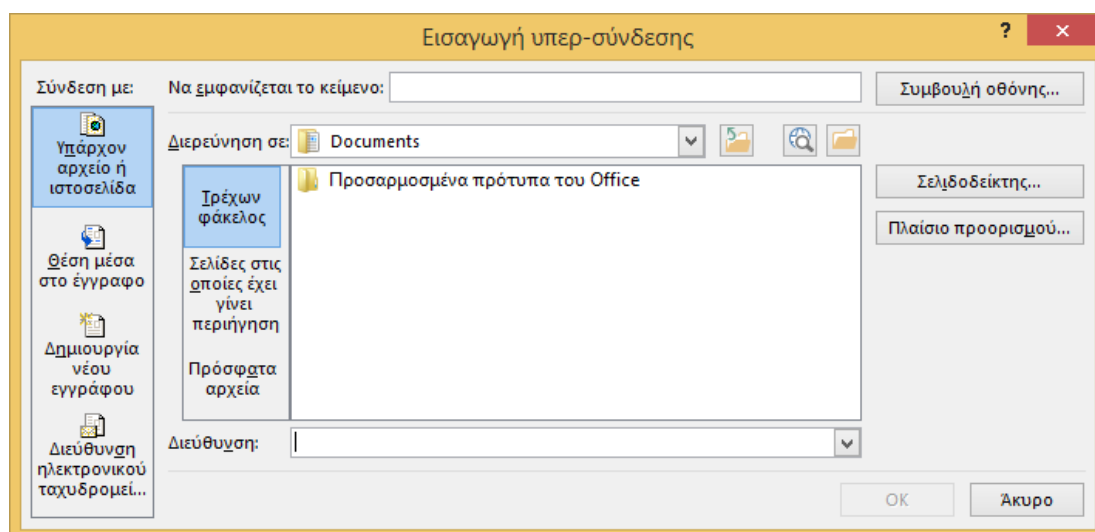 Εισαγωγή υπερ-σύνδεσης
?
Σύνδεση με:
Να εμφανίζεται το κείμενο:
Συμβουλή οθόνης...
Υπάρχον
αρχείο ή
ιστοσελίδα
Διερεύνηση σε:
Documents
Τρέχων
φάκελος
Προσαρμοσμένα πρότυπα του Office
Σελιδοδείκτης...
Πλαίσιο προορισμού...
Θέση μέσα
στο έγγραφο
Σελίδες στις
οποίες έχει
γίνει
περιήγηση
Δημιουργία
νέου
εγγράφου
Πρόσφατα
αρχεία
Διεύθυνση
ηλεκτρονικού
ταχυδρομεί...
Διεύθυνση:
OK
Άκυρο